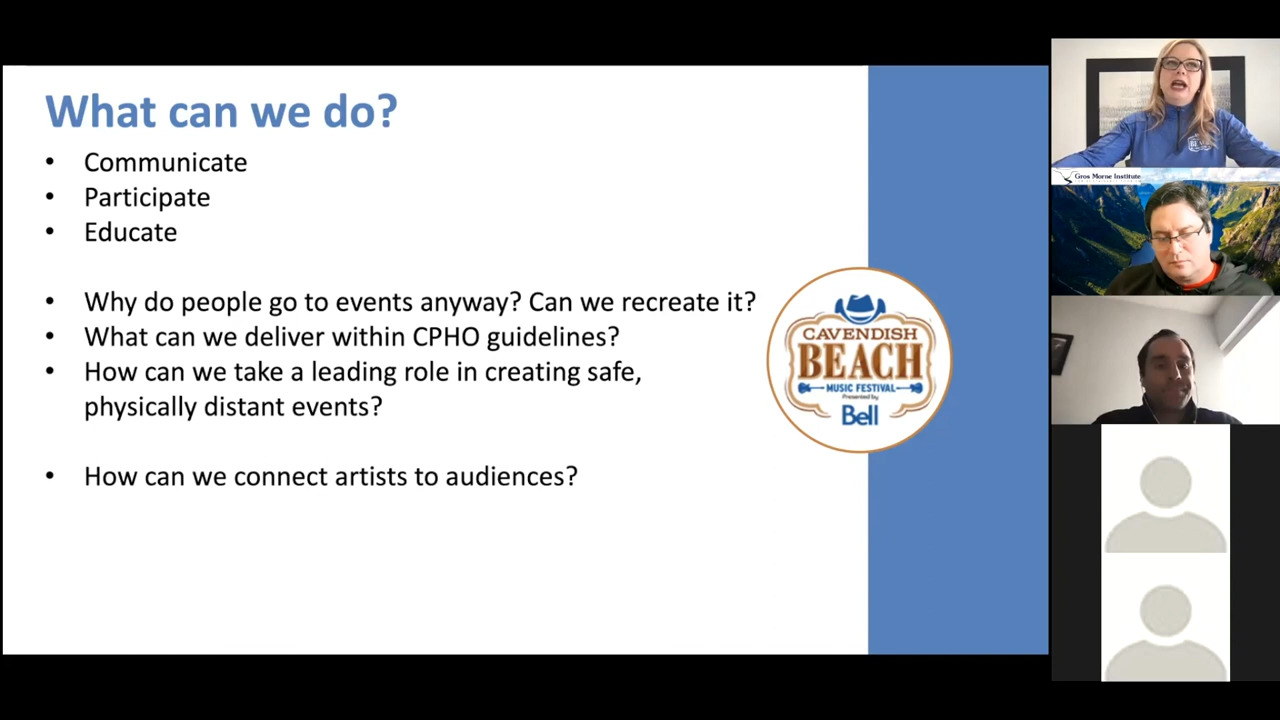 What can we do?
• Communicate
• Participate
• Educate
• Why do people go to events anyway? Can we recreate it?
• What can we deliver within CPHO guidelines?
• How can we take a leading role in creating safe,
physically distant events?
• How can we connect artists to audiences?
CAVENDISH
BEACH
MUSIC FESTIVAL
Presented by
Bell
Gros Morne Institute